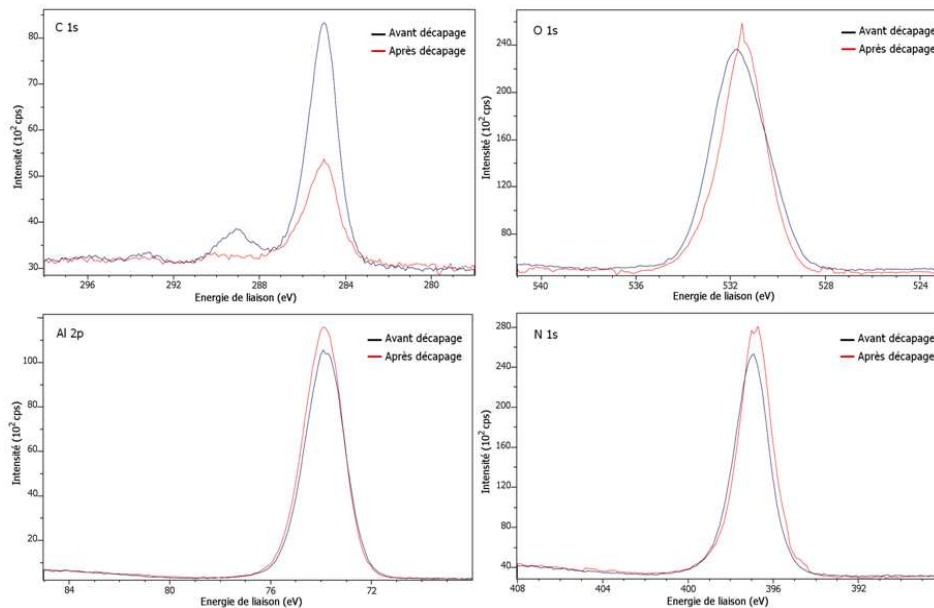 C 1s
Avant décapage
Après décapage
Intensité (10² cps)
80
70
60
50
40
30
296
292
288
284
280
Energie de liaison (eV)
O 1s
Avant décapage
Après décapage
Intensité (10² cps)
240
200
160
120
80
540
536
532
528
524
Energie de liaison (eV)
Al 2p
Avant décapage
Après décapage
Intensité (10² cps)
100
80
60
40
20
84
80
76
72
Energie de liaison (eV)
N 1s
Avant décapage
Après décapage
Intensité (10² cps)
280
240
200
160
120
80
40
408
404
400
396
392
Energie de liaison (eV)